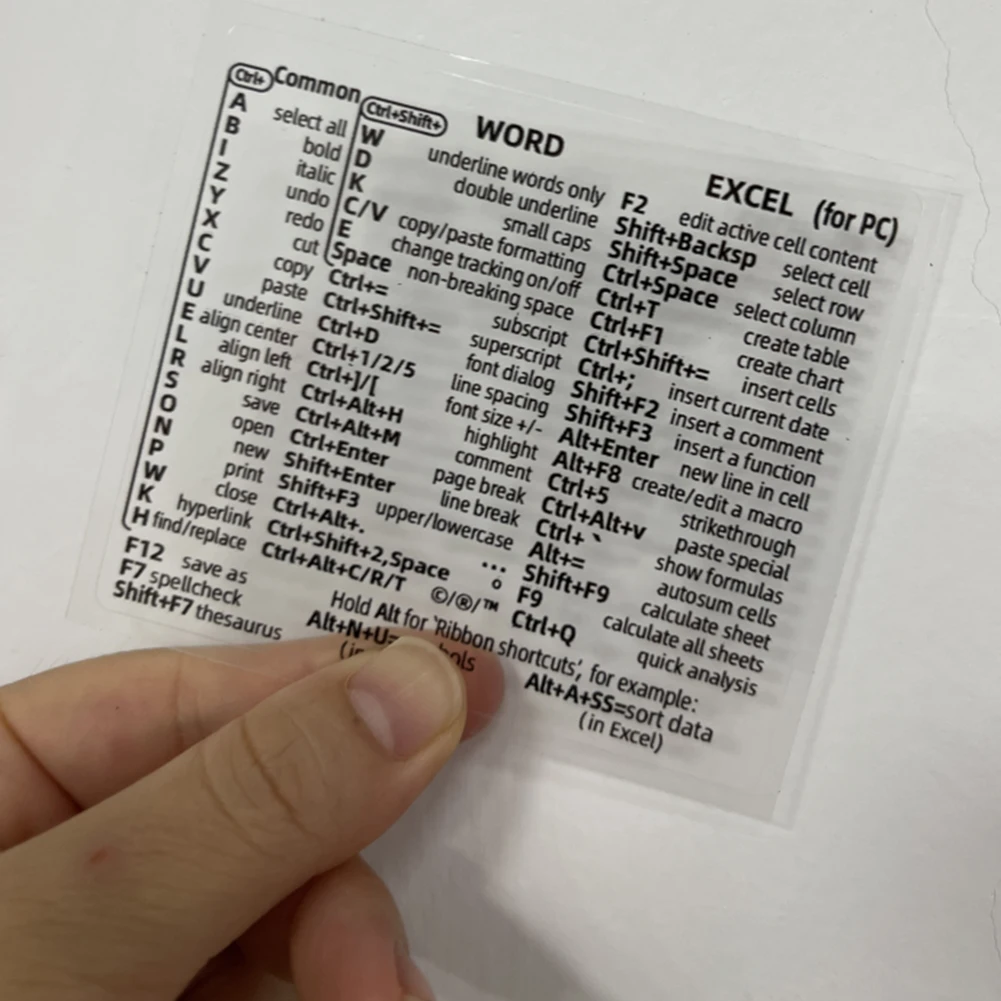 Ctrl+ Common
A select all
B bold
I italic
Z undo
Y redo
X cut
C copy
V paste
U underline
E align center
L align left
R align right
S save
O open
N new
P print
W close
K hyperlink
H find/replace
F12 save as
F7 spellcheck
Shift+F7 thesaurus
WORD
Ctrl+Shift+
W underline words only
D double underline
K small caps
C/V copy/paste formatting
E change tracking on/off
Space non-breaking space
Ctrl+= subscript
Ctrl+Shift+= superscript
Ctrl+D font dialog
Ctrl+1/2/5 line spacing
Ctrl+]/[ font size +/-
Ctrl+Alt+H highlight
Ctrl+Alt+M comment
Ctrl+Enter page break
Shift+Enter line break
Shift+F3 upper/lowercase
Ctrl+Alt+. ...
Ctrl+Shift+2,Space °
Ctrl+Alt+C/R/T ©/®/™
EXCEL (for PC)
F2 edit active cell content
Shift+Backsp select cell
Shift+Space select row
Ctrl+Space select column
Ctrl+T create table
Ctrl+F1 create chart
Ctrl+Shift+= insert cells
Ctrl+; insert current date
Shift+F2 insert a comment
Shift+F3 insert a function
Alt+Enter new line in cell
Alt+F8 create/edit a macro
Ctrl+5 strikethrough
Ctrl+Alt+v paste special
Ctrl+ ` show formulas
Alt+= autosum cells
Shift+F9 calculate sheet
F9 calculate all sheets
Ctrl+Q quick analysis
Hold Alt for 'Ribbon shortcuts', for example:
Alt+N+U=
Alt+A+SS=sort data
(in Excel)